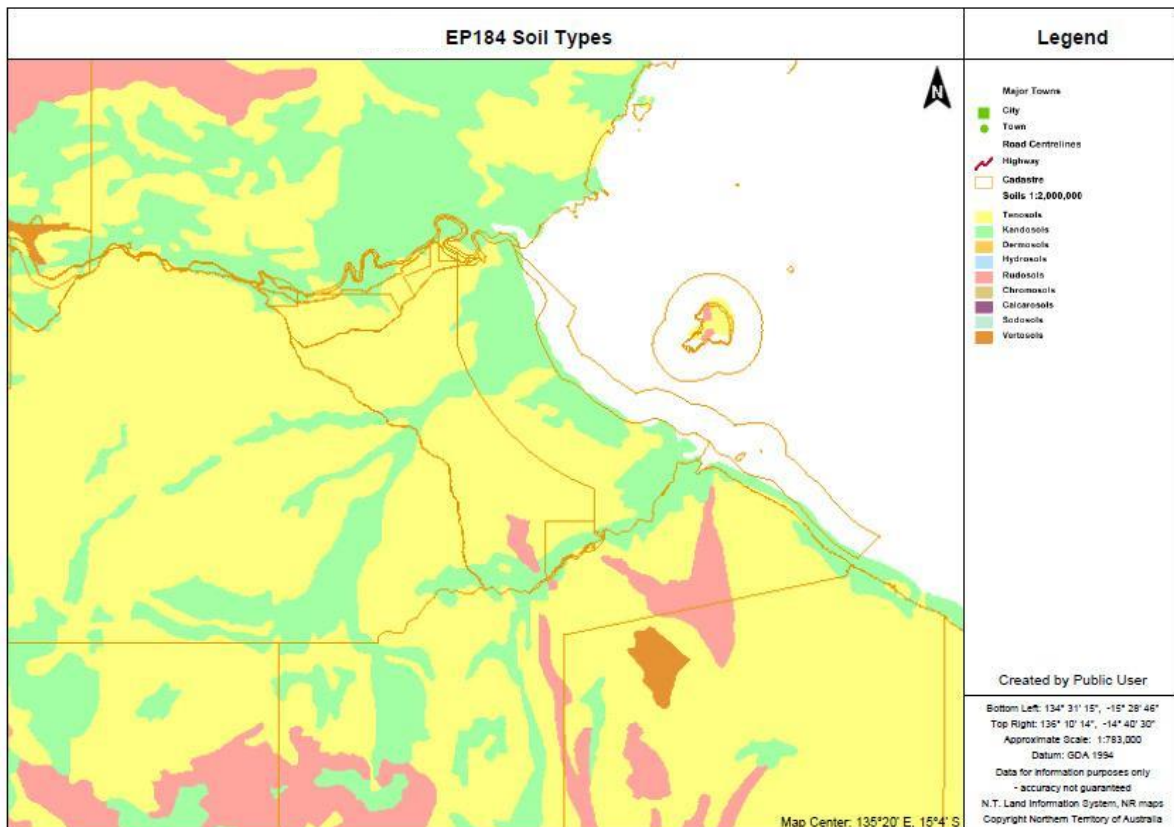 EP184 Soil Types
N
Map Center: 135°20' E, 15°4' S
Legend
Major Towns
City
Town
Road Centrelines
Highway
Cadastre
Soils 1:2,000,000
Tenosols
Kandosols
Dermosols
Hydrosols
Rudosols
Chromosols
Calcarosols
Sodosols
Vertosols
Created by Public User
Bottom Left: 134° 31' 15", -15° 28' 46"
Top Right: 136° 10' 14", -14° 40' 30"
Approximate Scale: 1:783,000
Datum: GDA 1994
Data for information purposes only
- accuracy not guaranteed
N.T. Land Information System, NR maps
Copyright Northern Territory of Australia